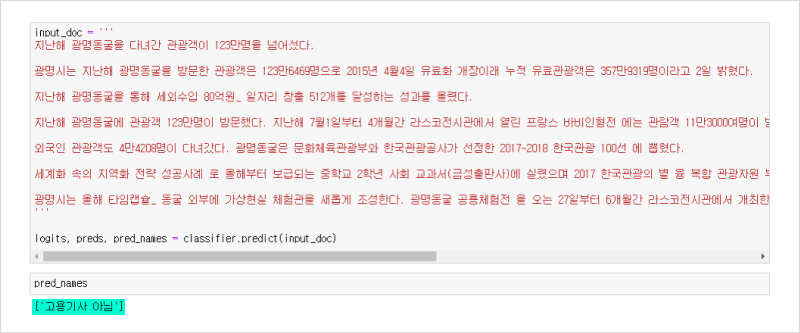 input_doc = '''
지난해 광명동굴을 다녀간 관광객이 123만명을 넘어섰다.
광명시는 지난해 광명동굴을 방문한 관광객은 123만6469명으로 2015년 4월4일 유료화 개장이래 누적 유료관광객은 357만9319명이라고 2일 밝혔다.
지난해 광명동굴을 통해 세외수입 80억원_ 일자리 창출 512개를 달성하는 성과를 올렸다.
지난해 광명동굴에 관광객 123만명이 방문했다. 지난해 7월1일부터 4개월간 라스코전시관에서 열린 프랑스 바비인형전 에는 관람객 11만3000여명이
외국인 관광객도 4만4208명이 다녀갔다. 광명동굴은 문화체육관광부와 한국관광공사가 선정한 2017~2018 한국관광 100선 에 뽑혔다.
세계화 속의 지역화 전략 성공사례 로 올해부터 보급되는 중학교 2학년 사회 교과서(금성출판사)에 실렸으며 2017 한국관광의 별 융 복합 관광자원
광명시는 올해 타임캡슐_ 동굴 외부에 가상현실 체험관을 새롭게 조성한다. 광명동굴 공룡체험전 을 오는 27일부터 6개월간 라스코전시관에서 개최한
'''
logits, preds, pred_names = classifier.predict(input_doc)
pred_names
['고용기사 아님']